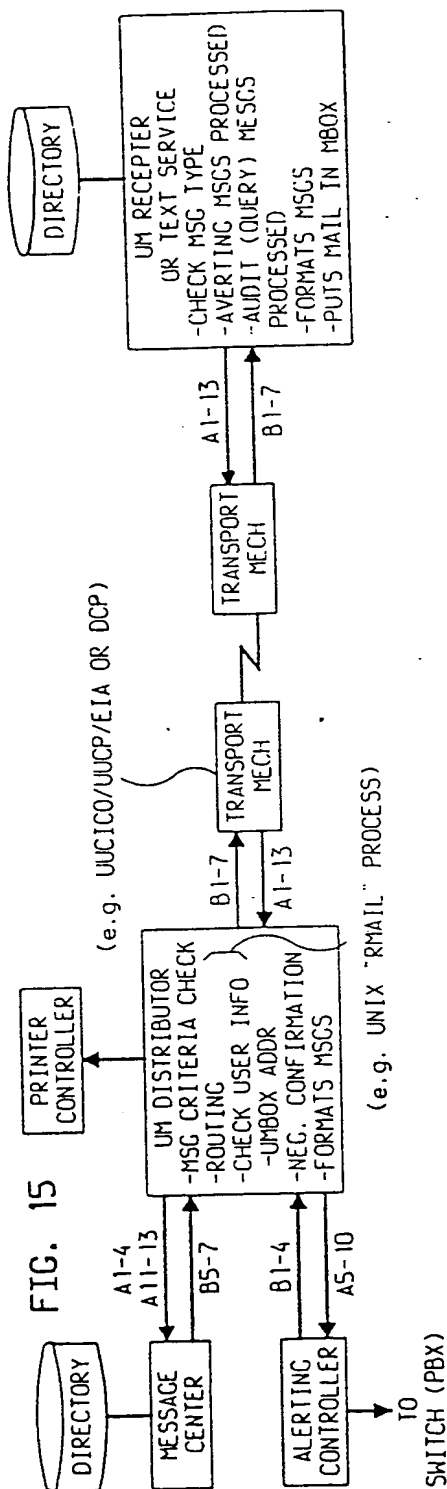 FIG. 15
DIRECTORY
MESSAGE
CENTER
A1-4
A11-13
B5-7
ALERTING
CONTROLLER
B1-4
A5-10
TO
SWITCH (PBX)
PRINTER
CONTROLLER
UM DISTRIBUTOR
-MSG CRITERIA CHECK
-ROUTING
-CHECK USER INFO
-UMBOX ADDR
-NEG. CONFIRMATION
-FORMATS MSGS
(e.g. UNIX "RMAIL" PROCESS)
B1-7
A1-13
(e.g. UUCICO/UUCP/EIA OR DCP)
TRANSPORT
MECH
TRANSPORT
MECH
A1-13
B1-7
DIRECTORY
UM RECEPTER
OR TEXT SERVICE
-CHECK MSG TYPE
-AVERTING MSGS PROCESSED
-AUDIT (QUERY) MESGS
PROCESSED
-FORMATS MSGS
-PUTS MAIL IN MBOX